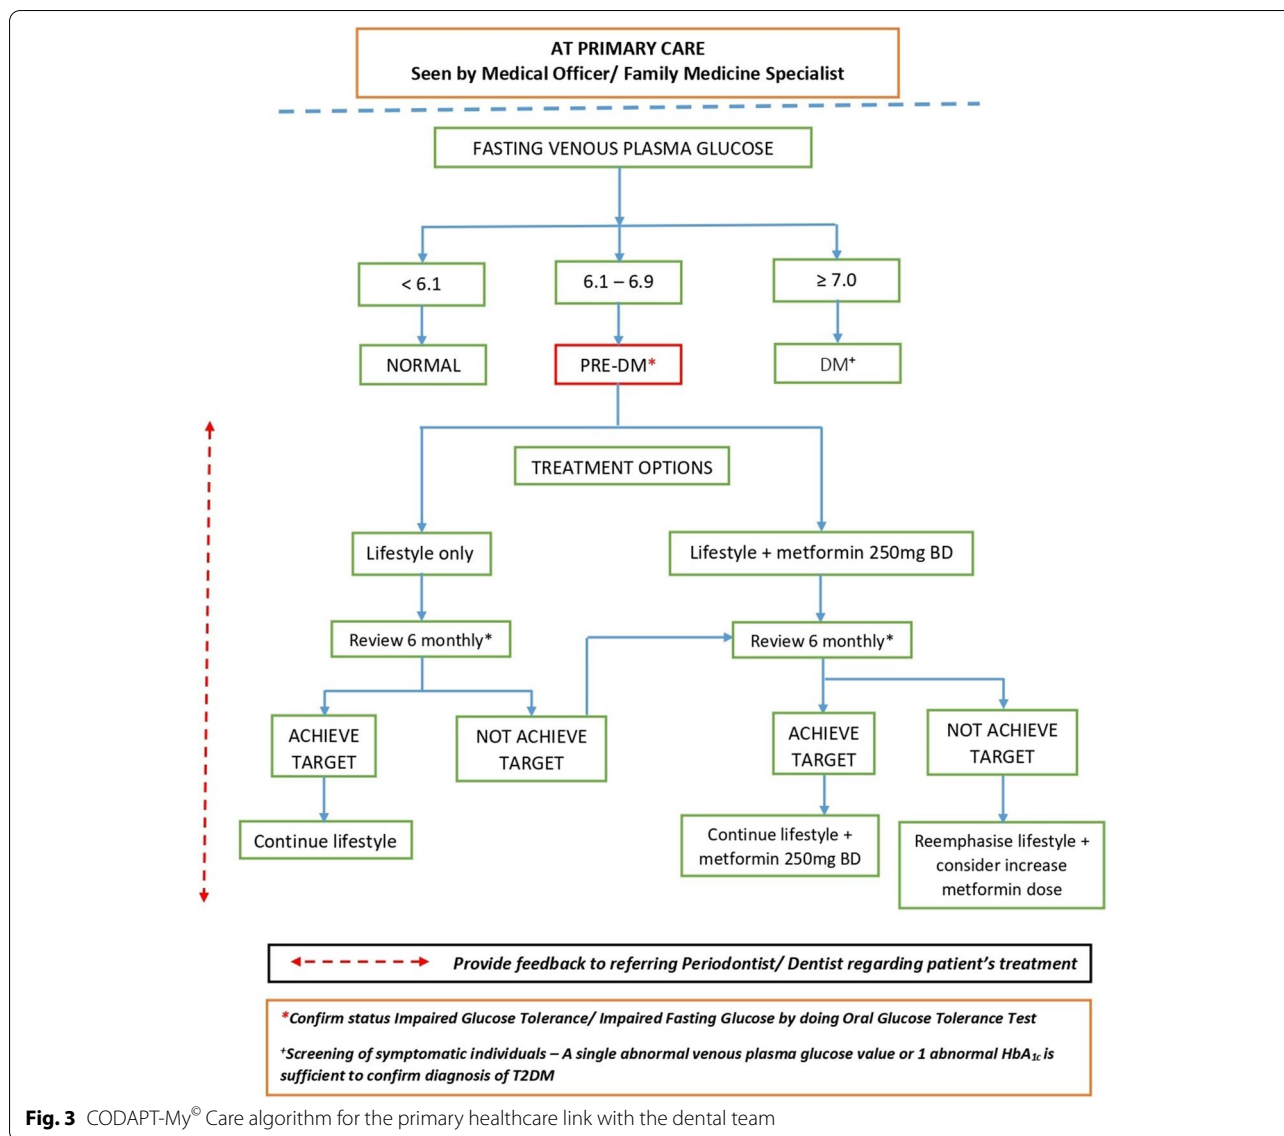 AT PRIMARY CARE
Seen by Medical Officer/ Family Medicine Specialist
FASTING VENOUS PLASMA GLUCOSE
< 6.1
6.1 – 6.9
≥ 7.0
NORMAL
PRE-DM*
DM⁺
TREATMENT OPTIONS
Lifestyle only
Lifestyle + metformin 250mg BD
Review 6 monthly*
Review 6 monthly*
ACHIEVE
TARGET
NOT ACHIEVE
TARGET
ACHIEVE
TARGET
NOT ACHIEVE
TARGET
Continue lifestyle
Continue lifestyle +
metformin 250mg BD
Reemphasise lifestyle +
consider increase
metformin dose
Provide feedback to referring Periodontist/ Dentist regarding patient's treatment
*Confirm status Impaired Glucose Tolerance/ Impaired Fasting Glucose by doing Oral Glucose Tolerance Test
⁺Screening of symptomatic individuals – A single abnormal venous plasma glucose value or 1 abnormal HbA1c is
sufficient to confirm diagnosis of T2DM
Fig. 3 CODAPT-My© Care algorithm for the primary healthcare link with the dental team